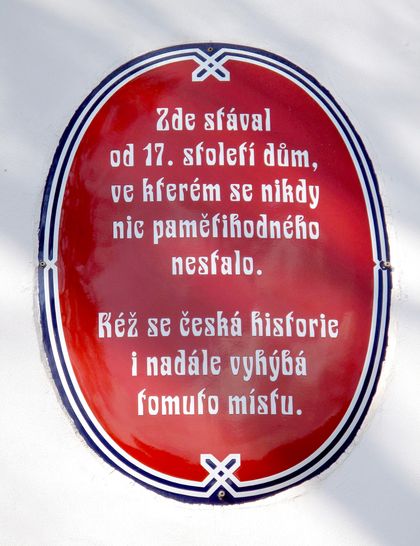 Zde stával
od 17. století dům,
ve kterém se nikdy
nic pamětihodného
nestalo.
Kéž se česká historie
i nadále vyhýbá
tomuto místu.